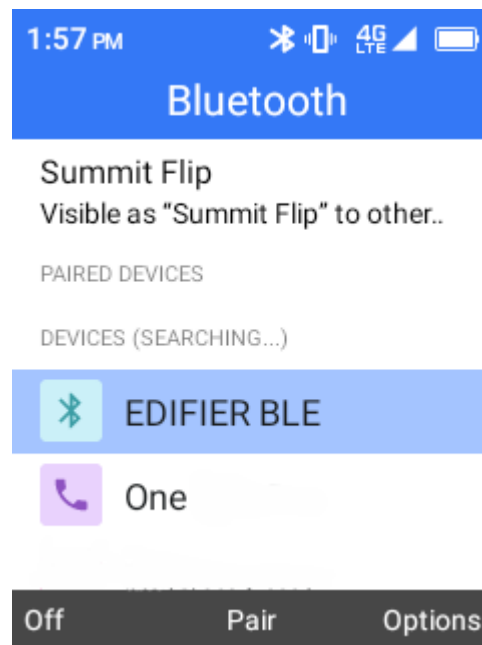 1:57 PM 4G LTE
Bluetooth
Summit Flip
Visible as “Summit Flip” to other..
PAIRED DEVICES
DEVICES (SEARCHING...)
EDIFIER BLE
One
Off Pair Options